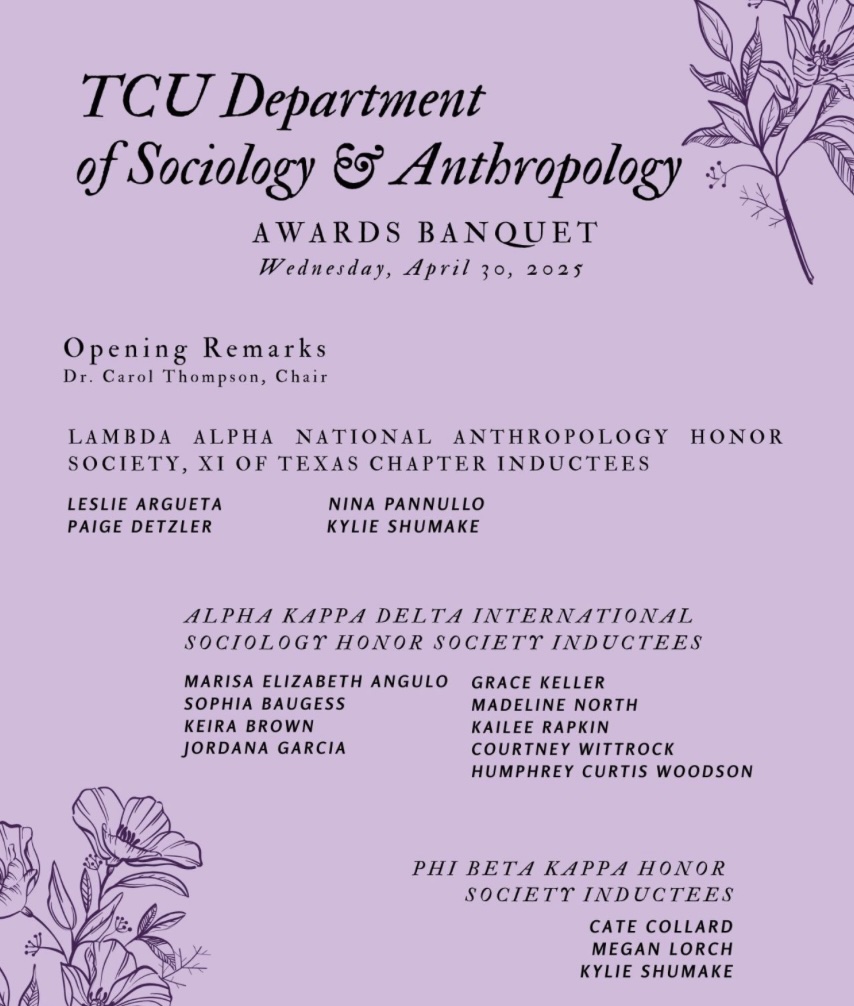 TCU Department
of Sociology & Anthropology
AWARDS BANQUET
Wednesday, April 30, 2025
Opening Remarks
Dr. Carol Thompson, Chair
LAMBDA ALPHA NATIONAL ANTHROPOLOGY HONOR
SOCIETY, XI OF TEXAS CHAPTER INDUCTEES
LESLIE ARGUETA
PAIGE DETZLER
NINA PANNULLO
KYLIE SHUMAKE
ALPHA KAPPA DELTA INTERNATIONAL
SOCIOLOGY HONOR SOCIETY INDUCTEES
MARISA ELIZABETH ANGULO
SOPHIA BAUGESS
KEIRA BROWN
JORDANA GARCIA
GRACE KELLER
MADELINE NORTH
KAILEE RAPKIN
COURTNEY WITTROCK
HUMPHREY CURTIS WOODSON
PHI BETA KAPPA HONOR
SOCIETY INDUCTEES
CATE COLLARD
MEGAN LORCH
KYLIE SHUMAKE